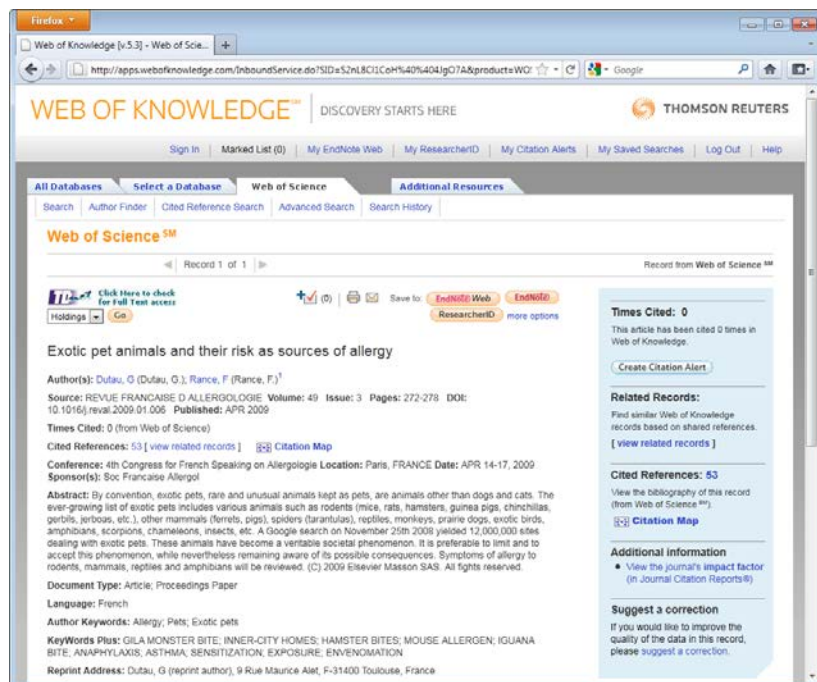 Firefox
Web of Knowledge [v.5.3] - Web of Scie...
http://apps.webofknowledge.com/InboundService.do?SID=S2nL8Cl1CoH%40%404JgO7A&product=WO
Google
WEB OF KNOWLEDGE SM DISCOVERY STARTS HERE
THOMSON REUTERS
Sign In | Marked List (0) | My EndNote Web | My ResearcherID | My Citation Alerts | My Saved Searches | Log Out | Help
All Databases Select a Database Web of Science Additional Resources
Search | Author Finder | Cited Reference Search | Advanced Search | Search History
Web of Science SM
Record 1 of 1
Record from Web of Science SM
Click Here to check
for Full Text access
(0) | Save to: EndNote Web EndNote
Holdings Go
ResearcherID more options
Exotic pet animals and their risk as sources of allergy
Author(s): Dutau, G (Dutau, G.); Rance, F (Rance, F.)1
Source: REVUE FRANCAISE D ALLERGOLOGIE Volume: 49 Issue: 3 Pages: 272-278 DOI:
10.1016/j.reval.2009.01.006 Published: APR 2009
Times Cited: 0 (from Web of Science)
Cited References: 53 [ view related records ] Citation Map
Conference: 4th Congress for French Speaking on Allergologie Location: Paris, FRANCE Date: APR 14-17, 2009
Sponsor(s): Soc Francaise Allergol
Abstract: By convention, exotic pets, rare and unusual animals kept as pets, are animals other than dogs and cats. The
ever-growing list of exotic pets includes various animals such as rodents (mice, rats, hamsters, guinea pigs, chinchillas,
gerbils, jerboas, etc.), other mammals (ferrets, pigs), spiders (tarantulas), reptiles, monkeys, prairie dogs, exotic birds,
amphibians, scorpions, chameleons, insects, etc. A Google search on November 25th 2008 yielded 12,000,000 sites
dealing with exotic pets. These animals have become a veritable societal phenomenon. It is preferable to limit and to
accept this phenomenon, while nevertheless remaining aware of its possible consequences. Symptoms of allergy to
rodents, mammals, reptiles and amphibians will be reviewed. (C) 2009 Elsevier Masson SAS. All rights reserved.
Document Type: Article; Proceedings Paper
Language: French
Author Keywords: Allergy; Pets; Exotic pets
KeyWords Plus: GILA MONSTER BITE; INNER-CITY HOMES; HAMSTER BITES; MOUSE ALLERGEN; IGUANA
BITE; ANAPHYLAXIS; ASTHMA; SENSITIZATION; EXPOSURE; ENVENOMATION
Reprint Address: Dutau, G (reprint author), 9 Rue Maurice Alet, F-31400 Toulouse, France
Times Cited: 0
This article has been cited 0 times in
Web of Knowledge.
Create Citation Alert
Related Records:
Find similar Web of Knowledge
records based on shared references.
[ view related records ]
Cited References: 53
View the bibliography of this record
(from Web of Science SM).
Citation Map
Additional information
View the journal's impact factor
(in Journal Citation Reports®)
Suggest a correction
If you would like to improve the
quality of the data in this record,
please suggest a correction.